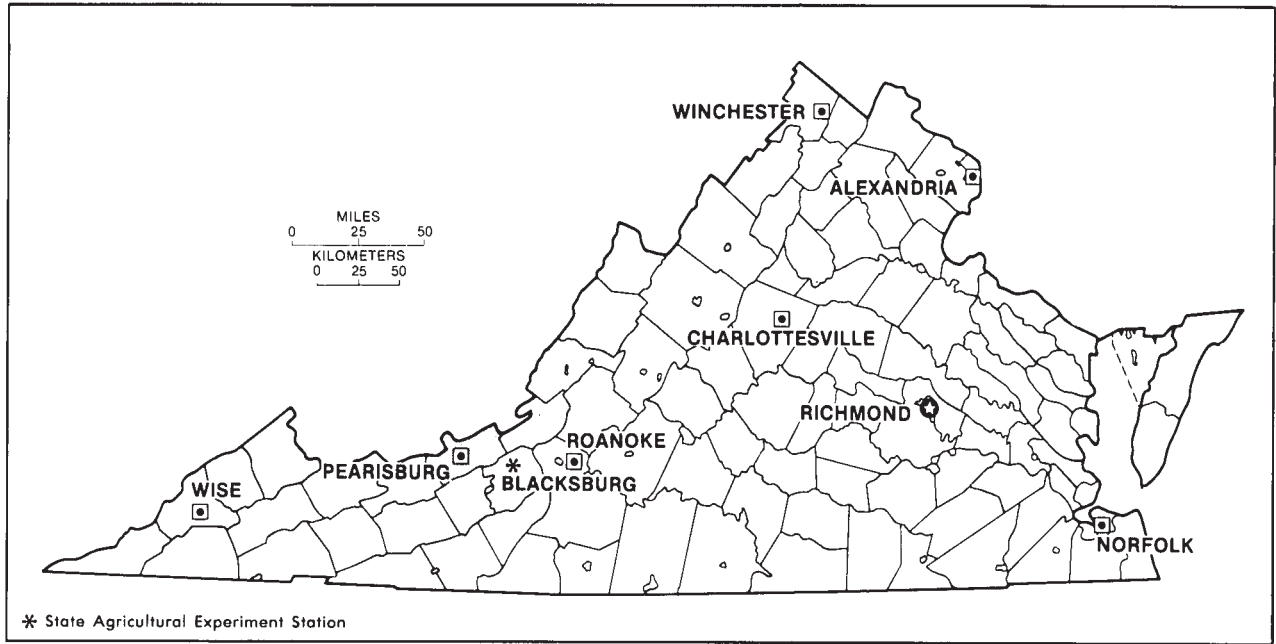 WINCHESTER
ALEXANDRIA
MILES
0 25 50
KILOMETERS
0 25 50
CHARLOTTESVILLE
RICHMOND
ROANOKE
PEARISBURG
BLACKSBURG
WISE
NORFOLK
* State Agricultural Experiment Station